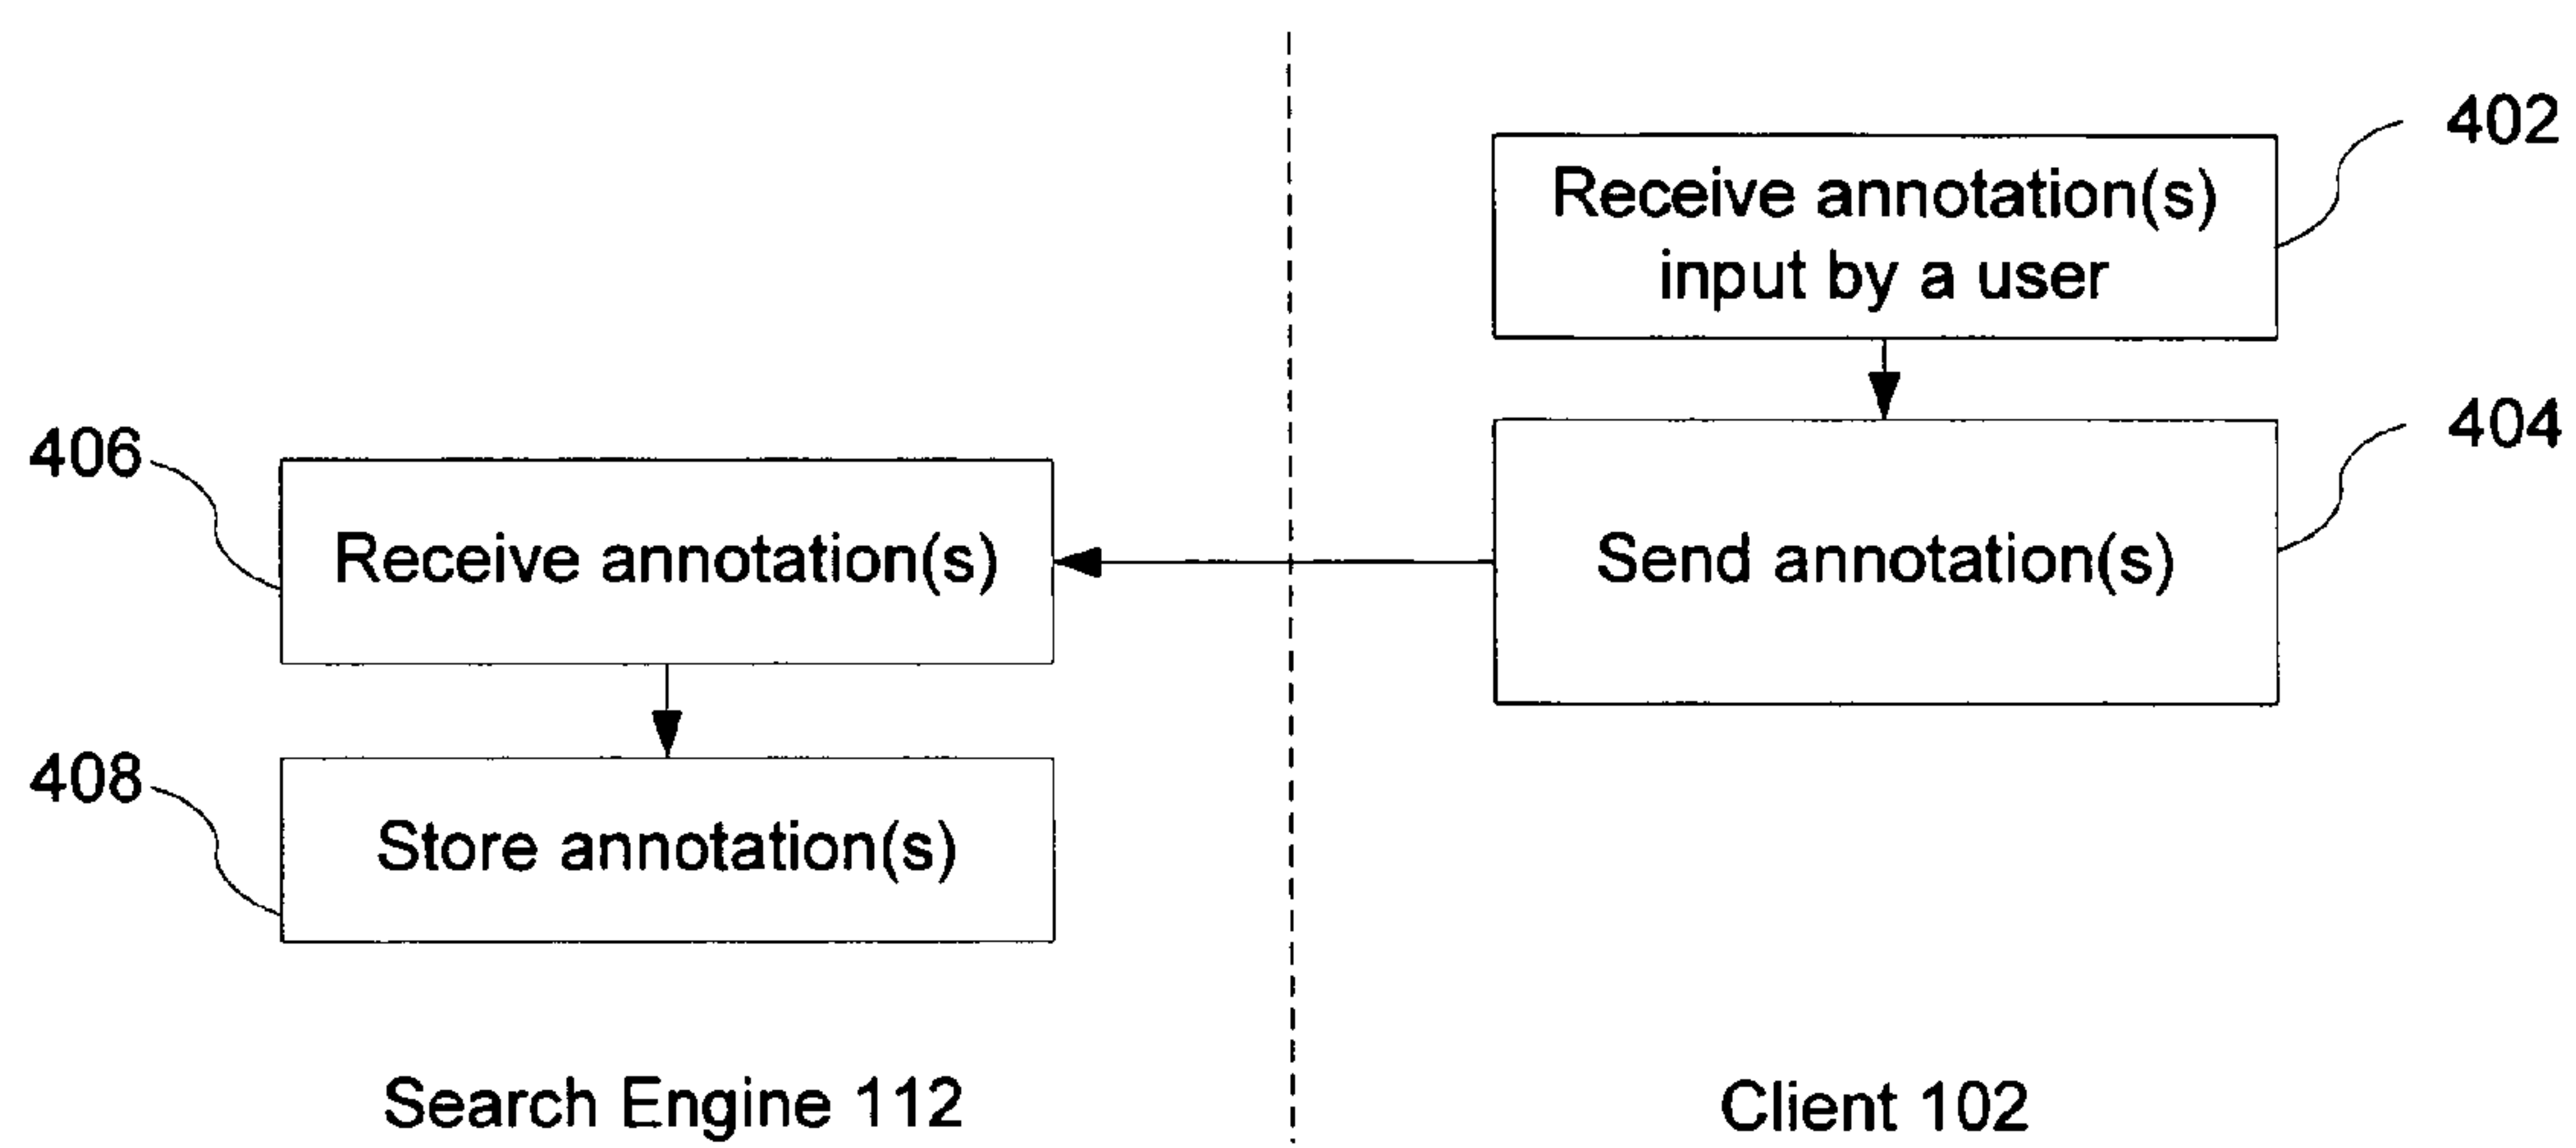 402
Receive annotation(s)
input by a user
404
Send annotation(s)
406
Receive annotation(s)
408
Store annotation(s)
Search Engine 112
Client 102